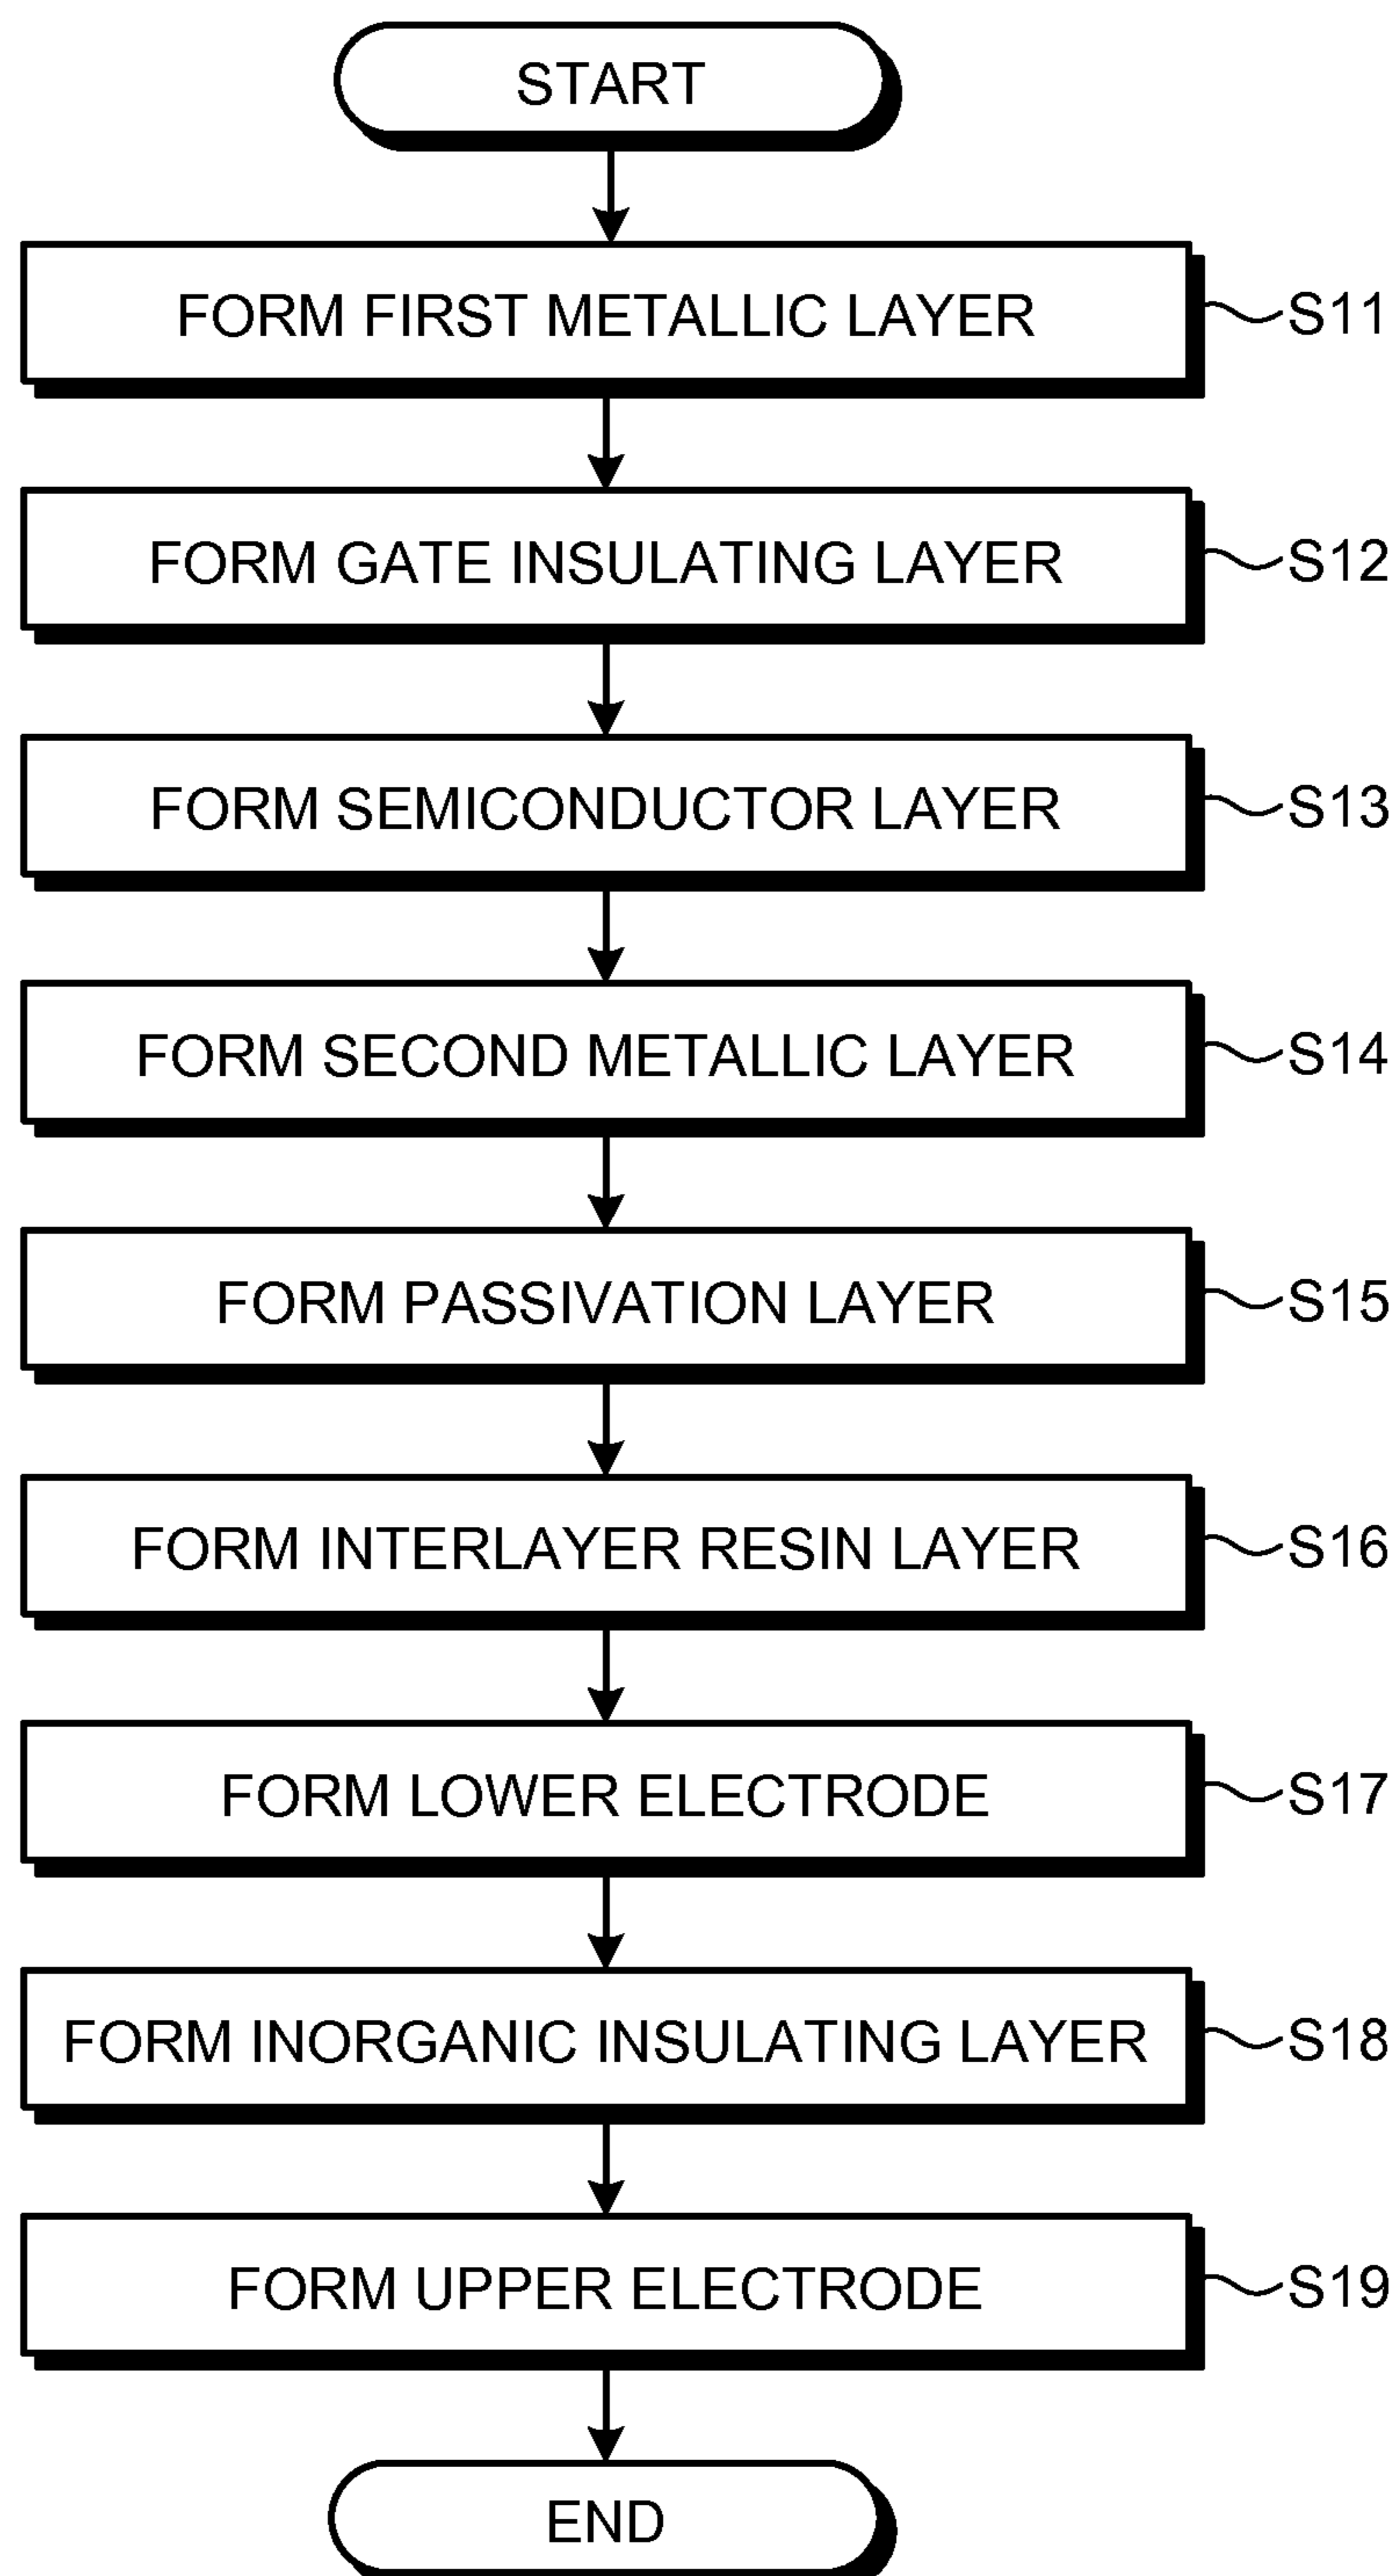 START
FORM FIRST METALLIC LAYER S11
FORM GATE INSULATING LAYER S12
FORM SEMICONDUCTOR LAYER S13
FORM SECOND METALLIC LAYER S14
FORM PASSIVATION LAYER S15
FORM INTERLAYER RESIN LAYER S16
FORM LOWER ELECTRODE S17
FORM INORGANIC INSULATING LAYER S18
FORM UPPER ELECTRODE S19
END